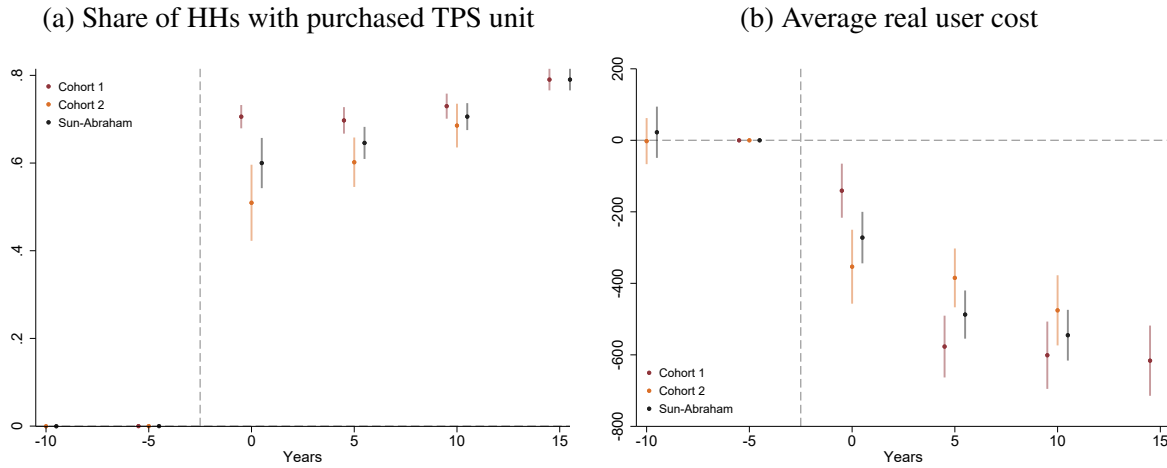 (a) Share of HHs with purchased TPS unit
.8
.6
.4
.2
0
Cohort 1
Cohort 2
Sun-Abraham
-10
-5
0
5
10
15
Years
(b) Average real user cost
200
0
-200
-400
-600
-800
Cohort 1
Cohort 2
Sun-Abraham
-10
-5
0
5
10
15
Years